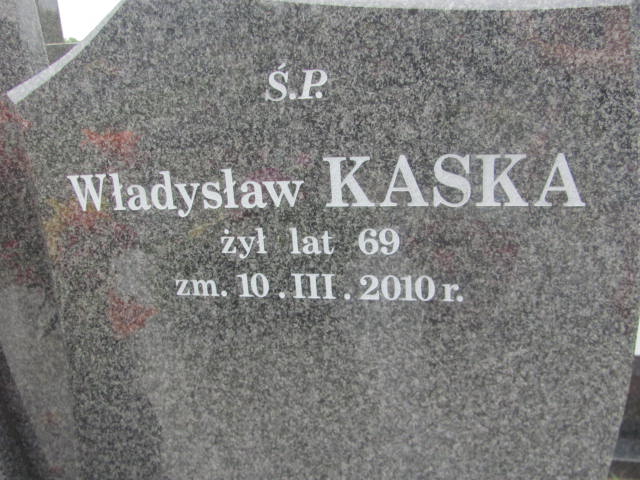 Ś.P.
Władysław KASKA
żył lat 69
zm. 10.III.2010 r.